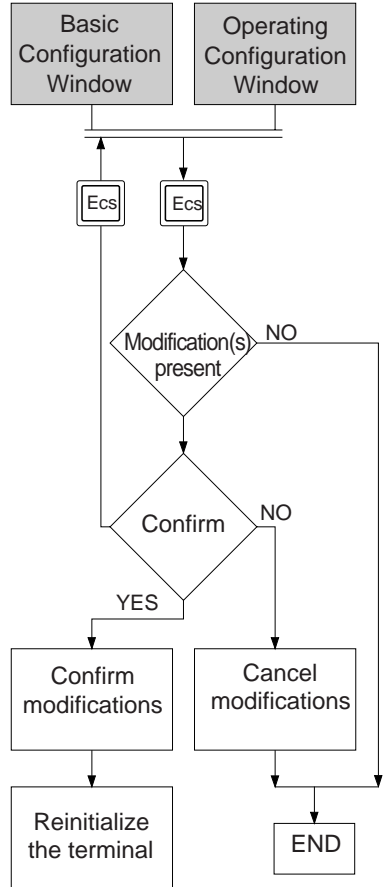 Basic
Configuration
Window
Operating
Configuration
Window
Ecs
Ecs
Modification(s)
present
NO
Confirm
NO
YES
Confirm
modifications
Cancel
modifications
Reinitialize
the terminal
END